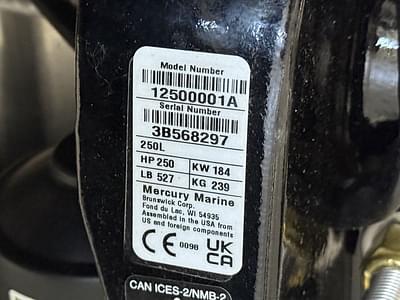 Model Number
12500001A
Serial Number
3B568297
250L
HP 250 KW 184
LB 527 KG 239
Mercury Marine
Brunswick Corp.
Fond du Lac, WI 54935
Assembled in the USA from
US and foreign components
CE 0098 UK
CA
CAN ICES-2/NMB-2